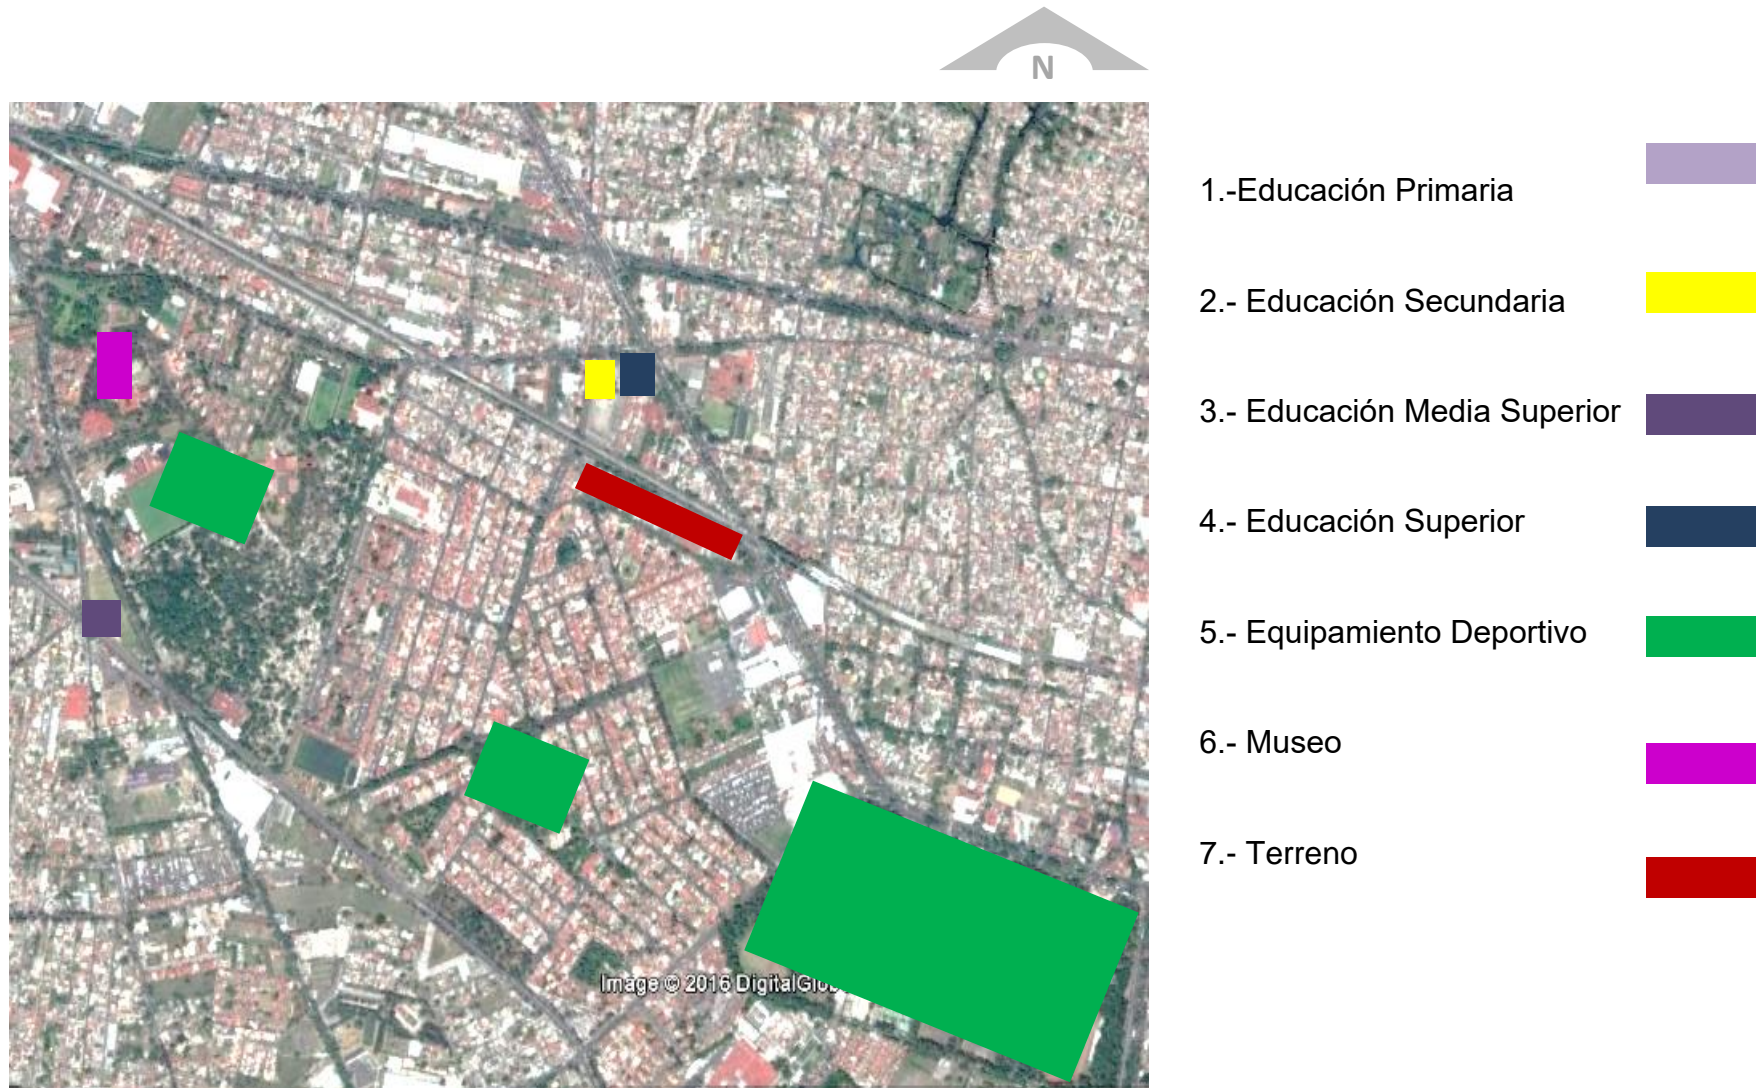 N
1.-Educación Primaria
2.- Educación Secundaria
3.- Educación Media Superior
4.- Educación Superior
5.- Equipamiento Deportivo
6.- Museo
7.- Terreno
Image © 2016 DigitalGlobe